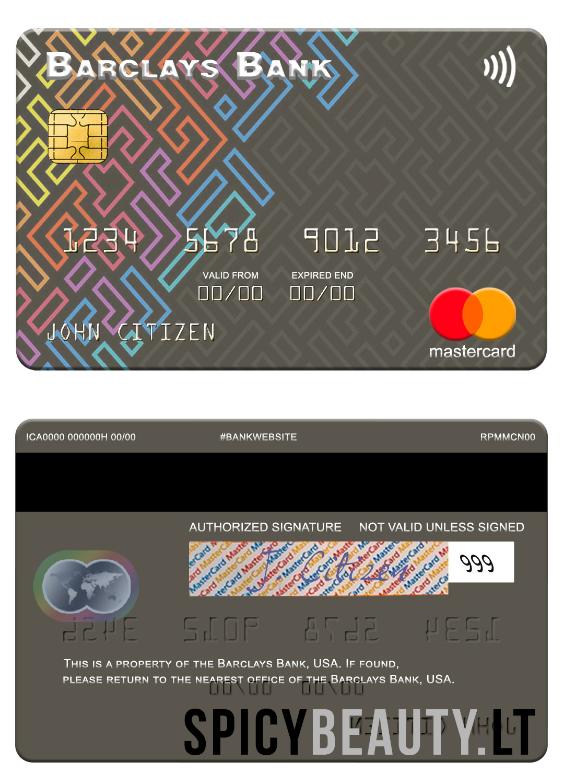 BARCLAYS BANK
1234 5678 9012 3456
VALID FROM EXPIRED END
00/00 00/00
JOHN CITIZEN
mastercard
ICA0000 000000H 00/00 #BANKWEBSITE RPMMCN00
AUTHORIZED SIGNATURE NOT VALID UNLESS SIGNED
J. Citizen 999
THIS IS A PROPERTY OF THE BARCLAYS BANK, USA. IF FOUND,
PLEASE RETURN TO THE NEAREST OFFICE OF THE BARCLAYS BANK, USA.
SPICYBEAUTY.LT